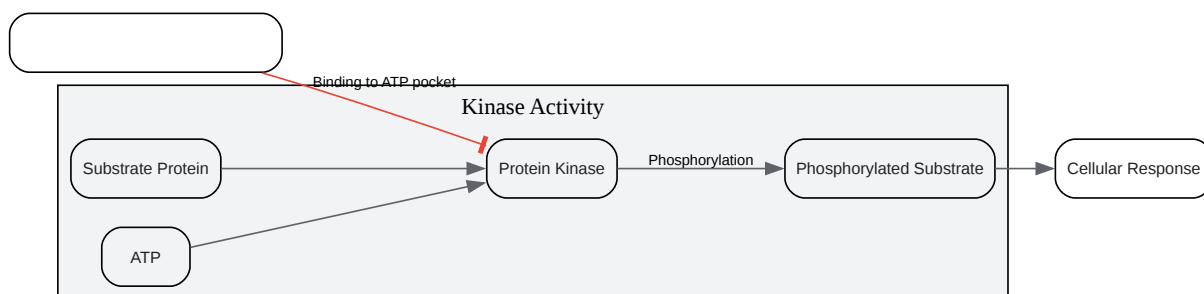 Binding to ATP pocket
Kinase Activity
Substrate Protein
Protein Kinase
Phosphorylation
Phosphorylated Substrate
Cellular Response
ATP